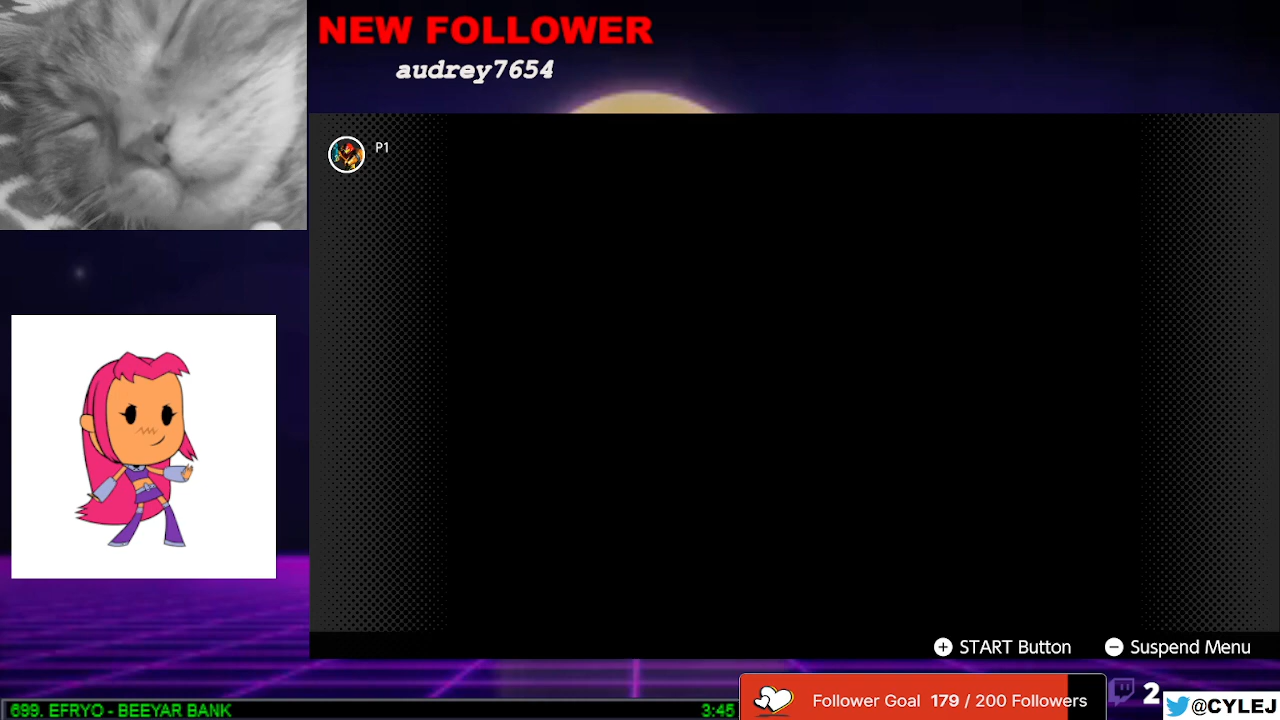 NEW FOLLOWER
audrey7654
P1
START Button
Suspend Menu
Follower Goal 179 / 200 Followers
2
@CYLEJ
699. EFRYO - BEEYAR BANK
3:45